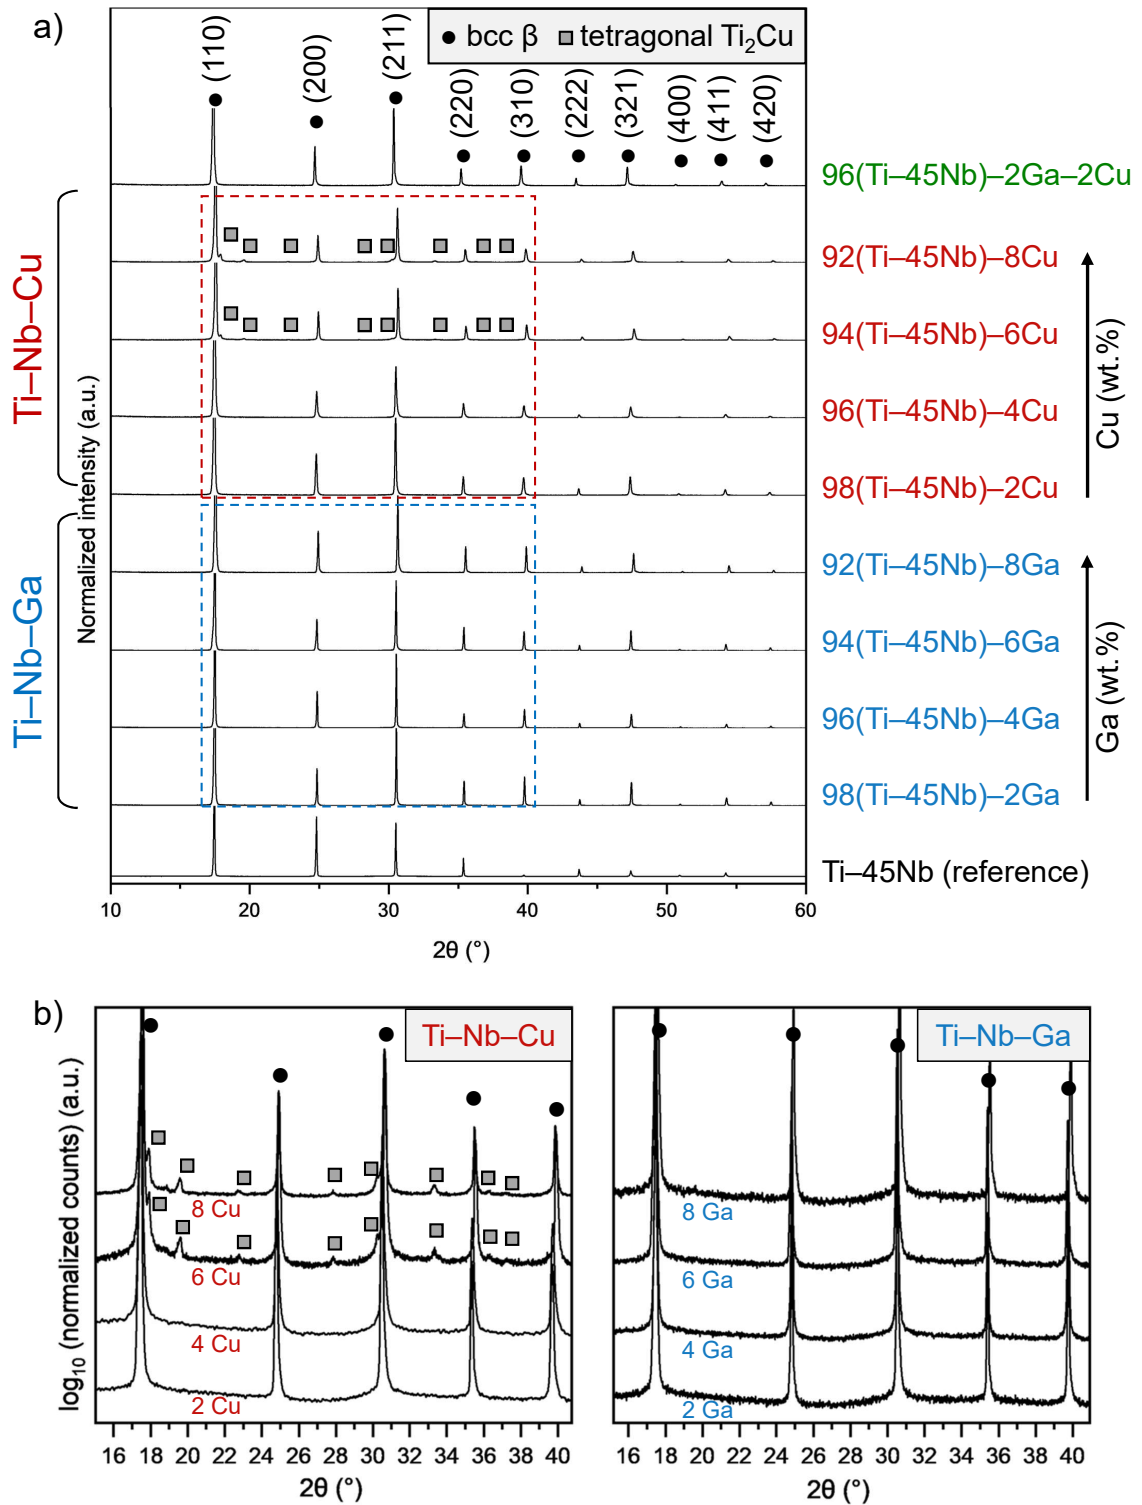 a)
● bcc β ■ tetragonal Ti₂Cu
(110)
(200)
(211)
(220)
(310)
(222)
(321)
(400)
(411)
(420)
96(Ti–45Nb)–2Ga–2Cu
92(Ti–45Nb)–8Cu
94(Ti–45Nb)–6Cu
96(Ti–45Nb)–4Cu
98(Ti–45Nb)–2Cu
92(Ti–45Nb)–8Ga
94(Ti–45Nb)–6Ga
96(Ti–45Nb)–4Ga
98(Ti–45Nb)–2Ga
Ti–45Nb (reference)
Cu (wt.%)
Ga (wt.%)
Ti–Nb–Cu
Ti–Nb–Ga
Normalized intensity (a.u.)
10 20 30 40 50 60
2θ (°)
b)
Ti–Nb–Cu
8 Cu
6 Cu
4 Cu
2 Cu
log₁₀ (normalized counts) (a.u.)
16 18 20 22 24 26 28 30 32 34 36 38 40
2θ (°)
Ti–Nb–Ga
8 Ga
6 Ga
4 Ga
2 Ga
16 18 20 22 24 26 28 30 32 34 36 38 40
2θ (°)